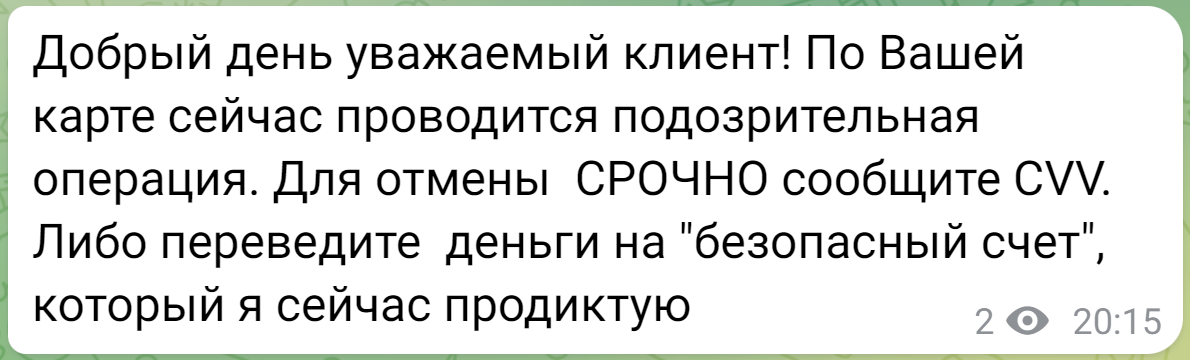 Добрый день уважаемый клиент! По Вашей
карте сейчас проводится подозрительная
операция. Для отмены  СРОЧНО сообщите CVV.
Либо переведите  деньги на "безопасный счет",
который я сейчас продиктую
2 20:15